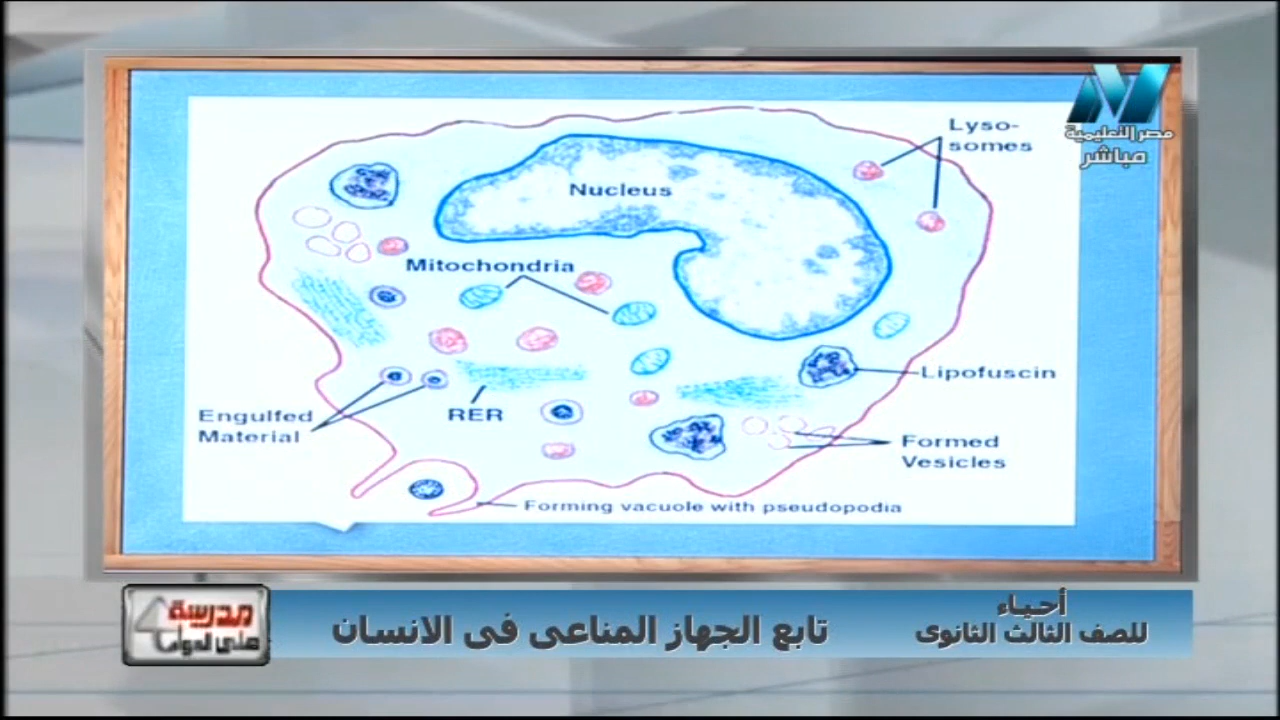 مصر التعليمية
مباشر
Lyso-
somes
Nucleus
Mitochondria
Lipofuscin
Engulfed
Material
RER
Formed
Vesicles
Forming vacuole with pseudopodia
أحياء
للصف الثالث الثانوى
تابع الجهاز المناعى فى الانسان
مدرسة
على الهواء